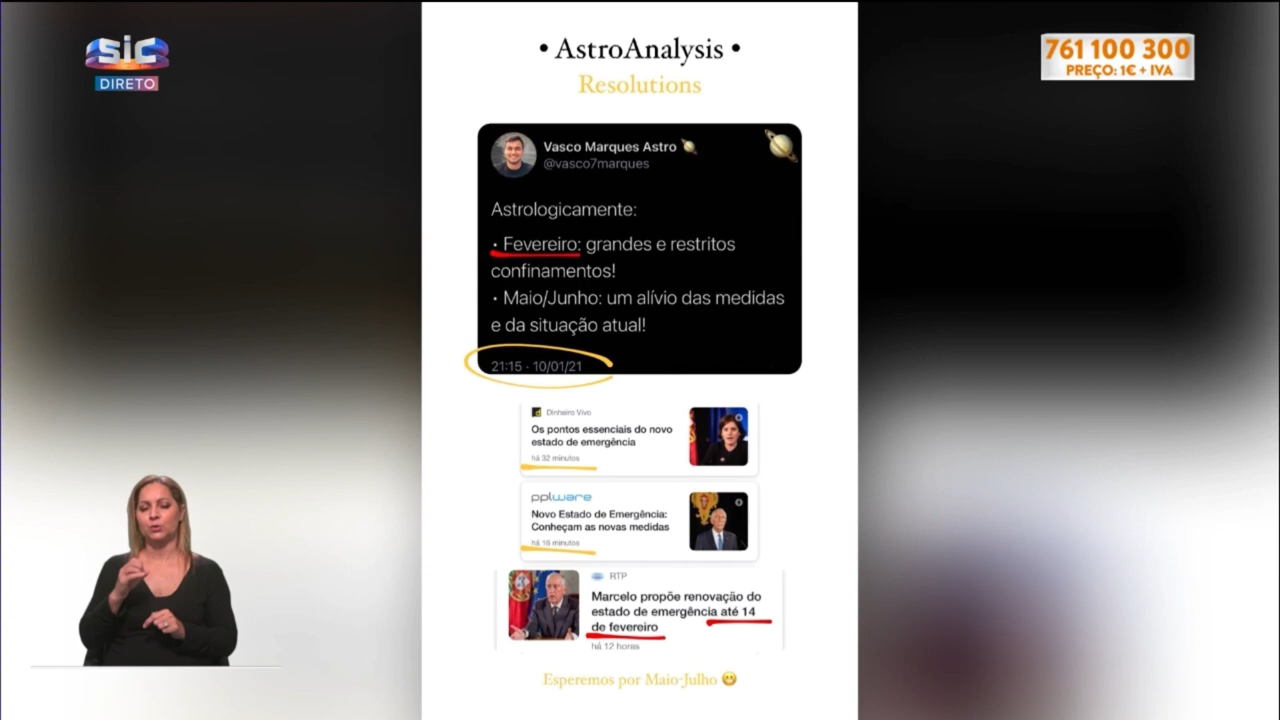 SIC
DIRETO
761 100 300
PREÇO: 1€ + IVA
• AstroAnalysis •
Resolutions
Vasco Marques Astro 🪐
@vasco7marques
Astrologicamente:
• Fevereiro: grandes e restritos
confinamentos!
• Maio/Junho: um alívio das medidas
e da situação atual!
21:15 · 10/01/21
Dinheiro Vivo
Os pontos essenciais do novo
estado de emergência
há 32 minutos
pplware
Novo Estado de Emergência:
Conheçam as novas medidas
há 16 minutos
RTP
Marcelo propõe renovação do
estado de emergência até 14
de fevereiro
há 12 horas
Esperemos por Maio-Julho 😁